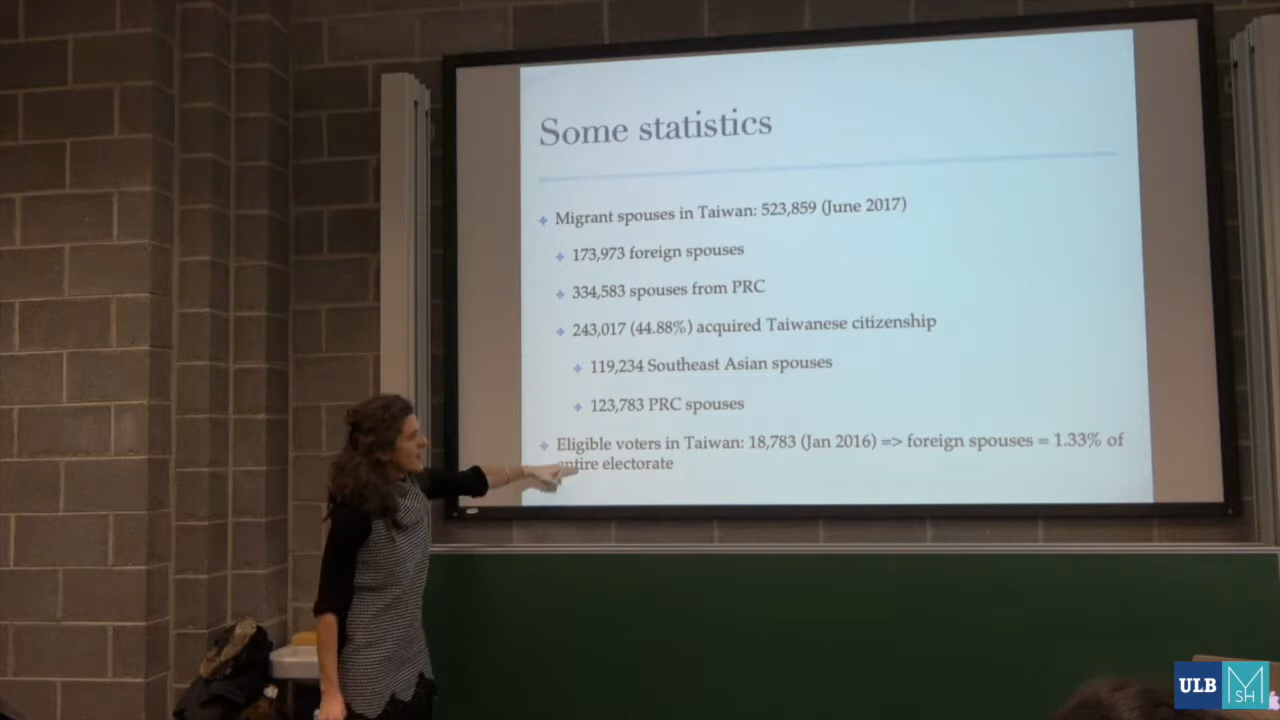 Some statistics
Migrant spouses in Taiwan: 523,859 (June 2017)
173,973 foreign spouses
334,583 spouses from PRC
243,017 (44.88%) acquired Taiwanese citizenship
119,234 Southeast Asian spouses
123,783 PRC spouses
Eligible voters in Taiwan: 18,783 (Jan 2016) => foreign spouses = 1.33% of
entire electorate
ULB
MSH